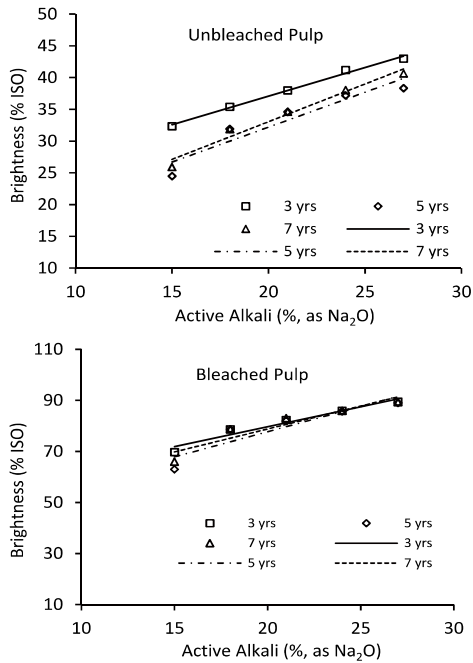 Unbleached Pulp
Brightness (% ISO)
50
45
40
35
30
25
20
15
10
3 yrs 5 yrs
7 yrs 3 yrs
5 yrs 7 yrs
10 15 20 25 30
Active Alkali (%, as Na₂O)
Bleached Pulp
Brightness (% ISO)
110
90
70
50
30
10
3 yrs 5 yrs
7 yrs 3 yrs
5 yrs 7 yrs
10 15 20 25 30
Active Alkali (%, as Na₂O)